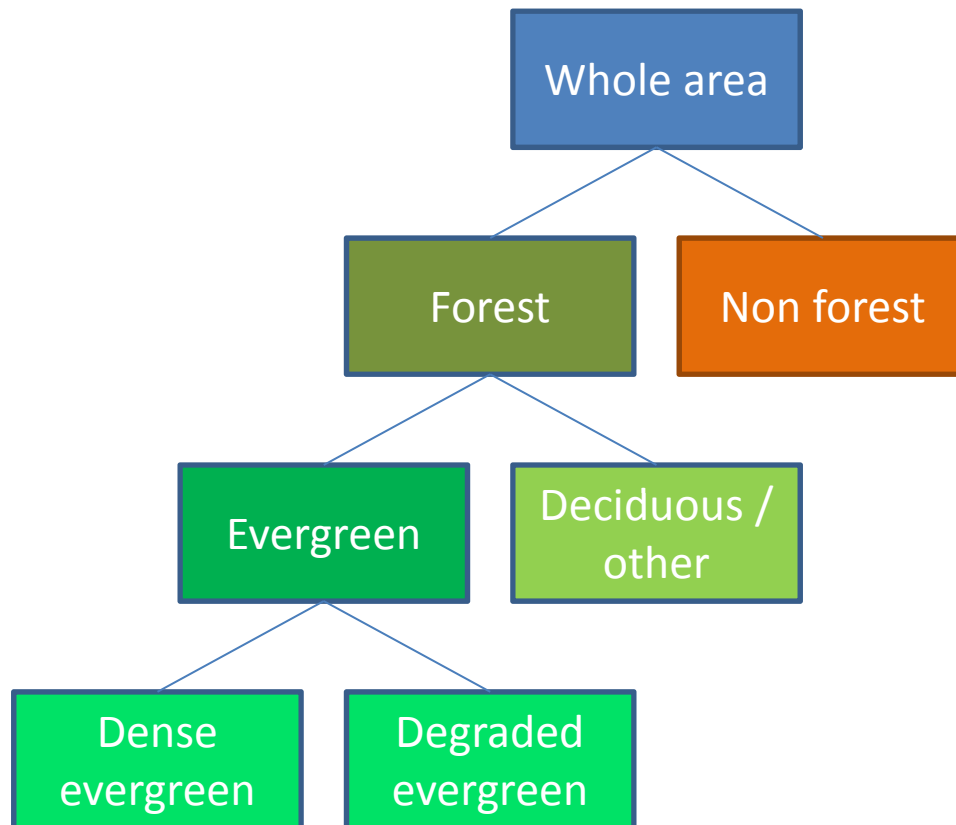 Whole area
Forest
Non forest
Evergreen
Deciduous /
other
Dense
evergreen
Degraded
evergreen